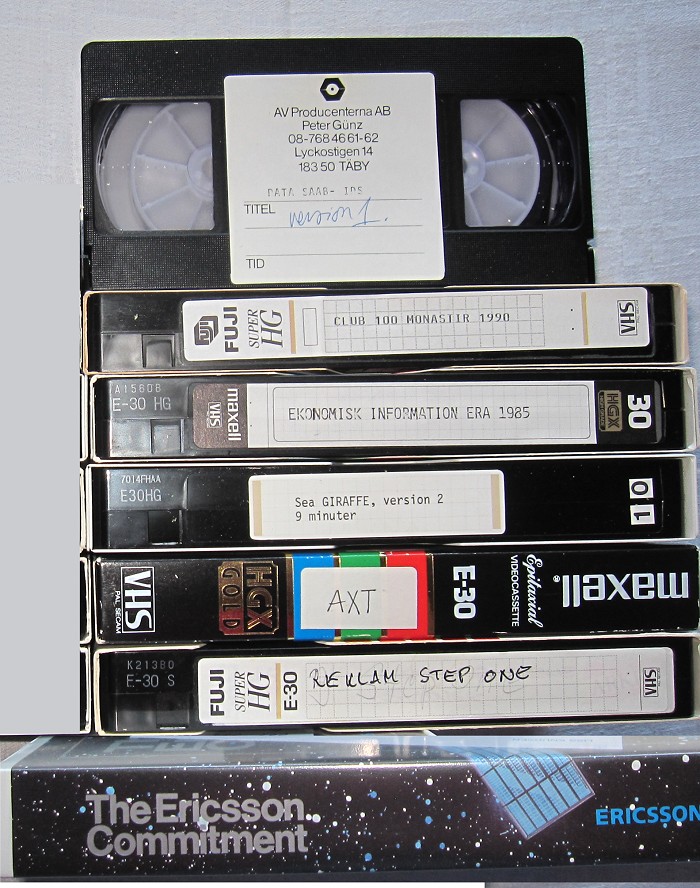 AV Producenterna AB
Peter Günz
08-768 46 61-62
Lyckostigen 14
183 50 TÄBY
DATA SAAB- IDS
TITEL version 1.
TID
FUJI
SUPER HG
CLUB 100 MONASTIR 1990
VHS
A156DB
E-30 HG
maxell
VHS
EKONOMISK INFORMATION ERA 1985
HGX
30
7014FHAA
E30HG
Sea GIRAFFE, version 2
9 minuter
10
VHS
PAL SECAM
HGX
GOLD
AXT
E-30
Epitaxial
VIDEOCASSETTE
maxell®
K213B0
E-30 S
FUJI
SUPER HG
E-30
REKLAM STEP ONE
VHS
The Ericsson
Commitment
ERICSSON